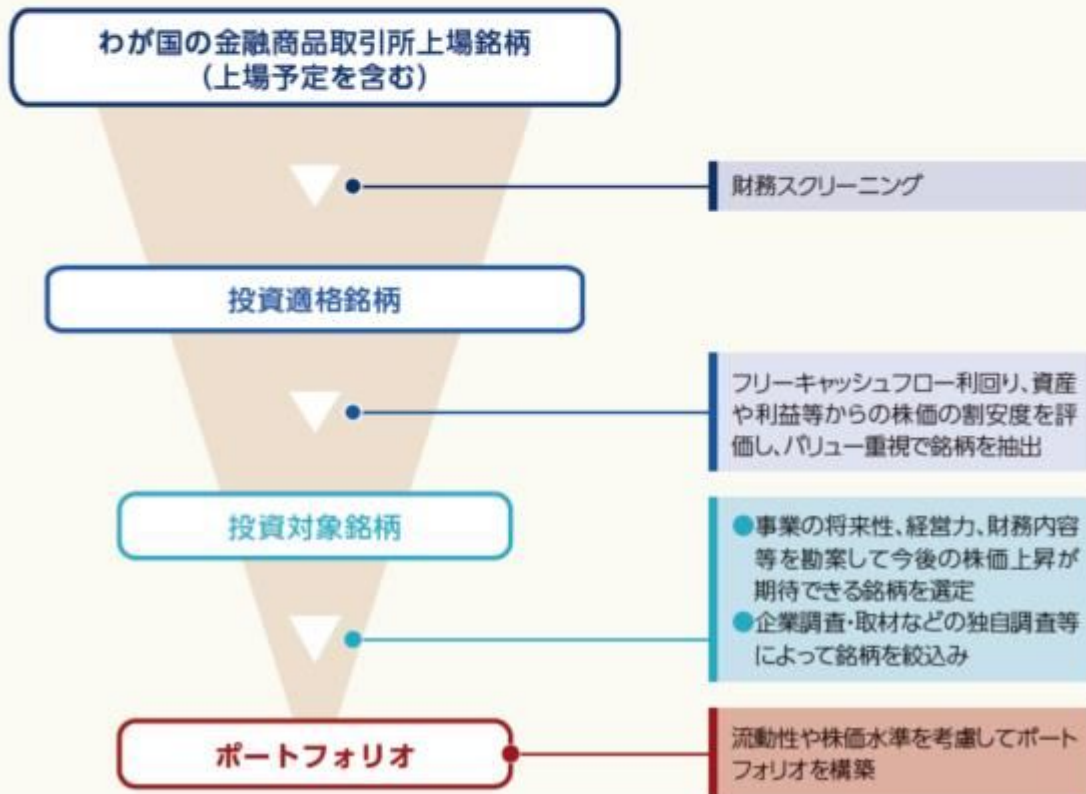 わが国の金融商品取引所上場銘柄
(上場予定を含む)
財務スクリーニング
投資適格銘柄
フリーキャッシュフロー利回り、資産
や利益等からの株価の割安度を評
価し、バリュー重視で銘柄を抽出
投資対象銘柄
●事業の将来性、経営力、財務内容
等を勘案して今後の株価上昇が
期待できる銘柄を選定
●企業調査・取材などの独自調査等
によって銘柄を絞込み
ポートフォリオ
流動性や株価水準を考慮してポート
フォリオを構築